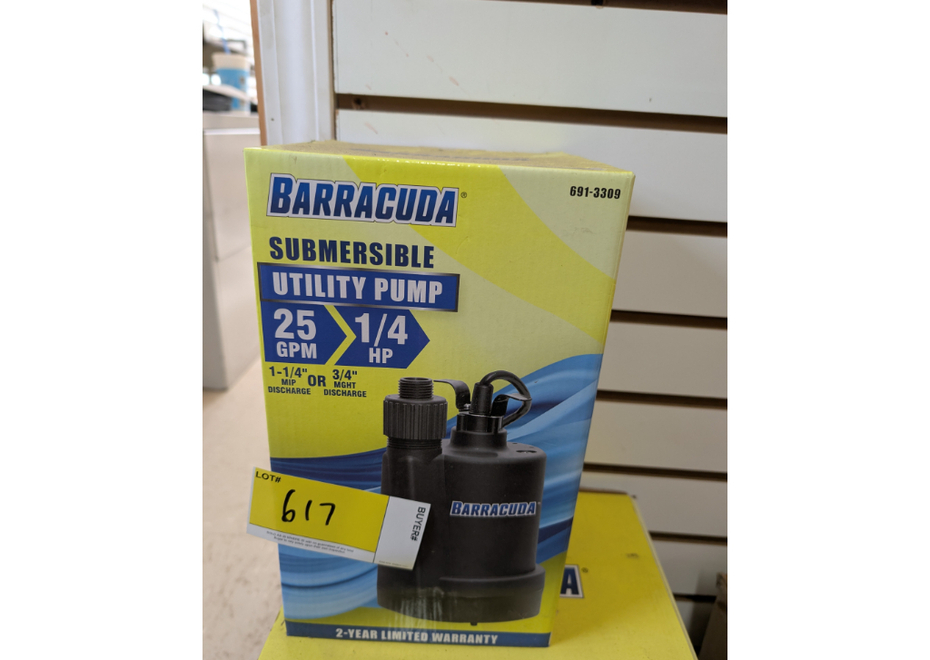 BARRACUDA®
691-3309
SUBMERSIBLE
UTILITY PUMP
25 GPM
1/4 HP
1-1/4" MIP DISCHARGE
OR
3/4" MGHT DISCHARGE
BARRACUDA
LOT#
617
BUYER#
A®
2-YEAR LIMITED WARRANTY